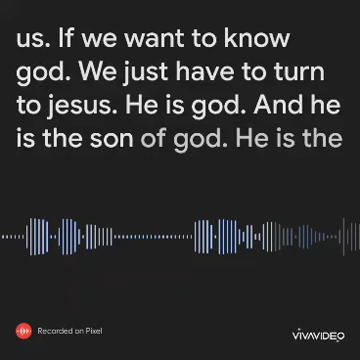 us. If we want to know
god. We just have to turn
to jesus. He is god. And he
is the son of god. He is the
Recorded on Pixel
VIVAVIDEO